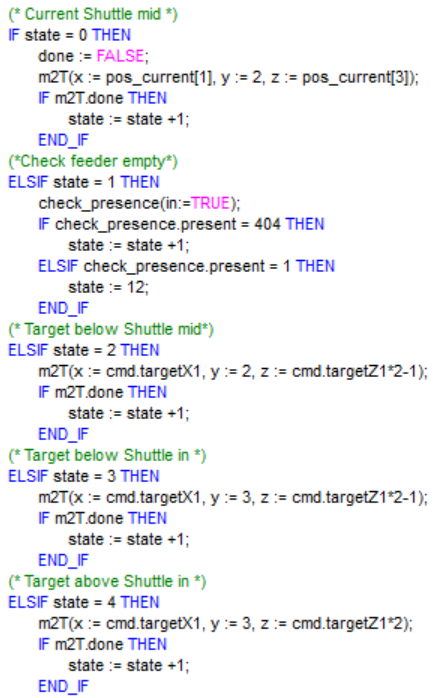 (* Current Shuttle mid *)
IF state = 0 THEN
done := FALSE;
m2T(x := pos_current[1], y := 2, z := pos_current[3]);
IF m2T.done THEN
state := state +1;
END_IF
(*Check feeder empty*)
ELSIF state = 1 THEN
check_presence(in:=TRUE);
IF check_presence.present = 404 THEN
state := state +1;
ELSIF check_presence.present = 1 THEN
state := 12;
END_IF
(* Target below Shuttle mid*)
ELSIF state = 2 THEN
m2T(x := cmd.targetX1, y := 2, z := cmd.targetZ1*2-1);
IF m2T.done THEN
state := state +1;
END_IF
(* Target below Shuttle in *)
ELSIF state = 3 THEN
m2T(x := cmd.targetX1, y := 3, z := cmd.targetZ1*2-1);
IF m2T.done THEN
state := state +1;
END_IF
(* Target above Shuttle in *)
ELSIF state = 4 THEN
m2T(x := cmd.targetX1, y := 3, z := cmd.targetZ1*2);
IF m2T.done THEN
state := state +1;
END_IF